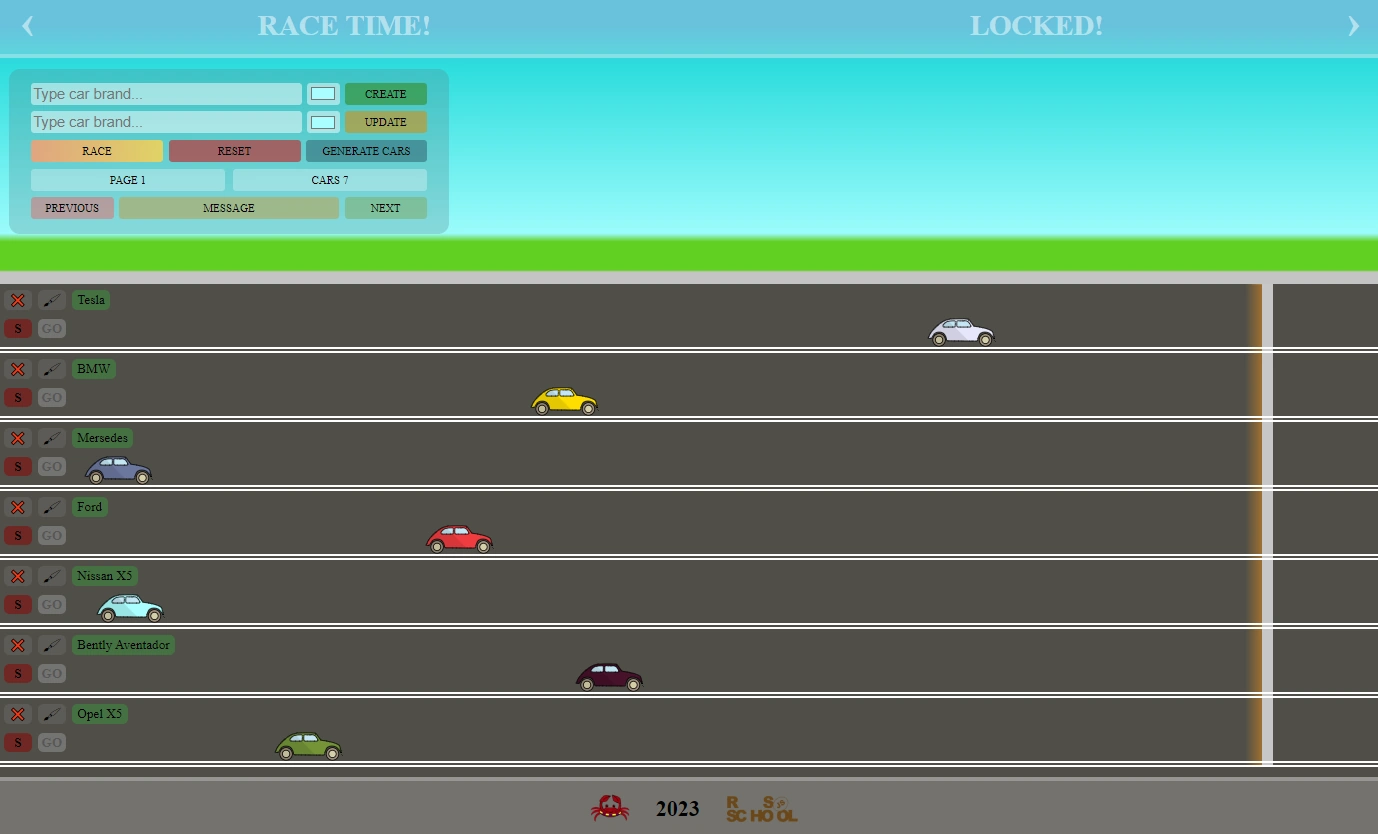 ‹ RACE TIME! LOCKED! ›
Type car brand... CREATE
Type car brand... UPDATE
RACE RESET GENERATE CARS
PAGE 1 CARS 7
PREVIOUS MESSAGE NEXT
Tesla
S GO
BMW
S GO
Mersedes
S GO
Ford
S GO
Nissan X5
S GO
Bently Aventador
S GO
Opel X5
S GO
2023
R S
SCHOOL